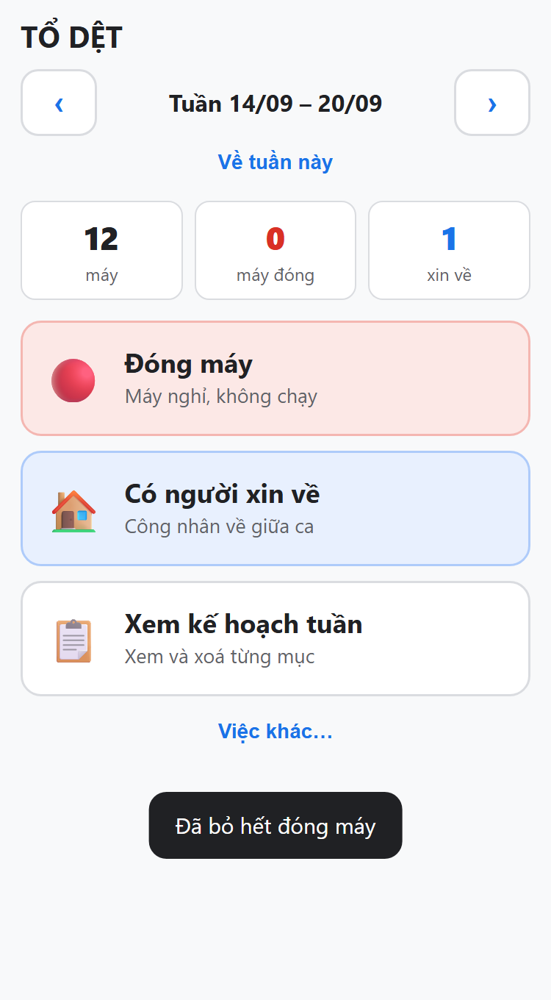 TỔ DỆT
‹
Tuần 14/09 – 20/09
›
Về tuần này
12
máy
0
máy đóng
1
xin về
Đóng máy
Máy nghỉ, không chạy
Có người xin về
Công nhân về giữa ca
Xem kế hoạch tuần
Xem và xoá từng mục
Việc khác...
Đã bỏ hết đóng máy